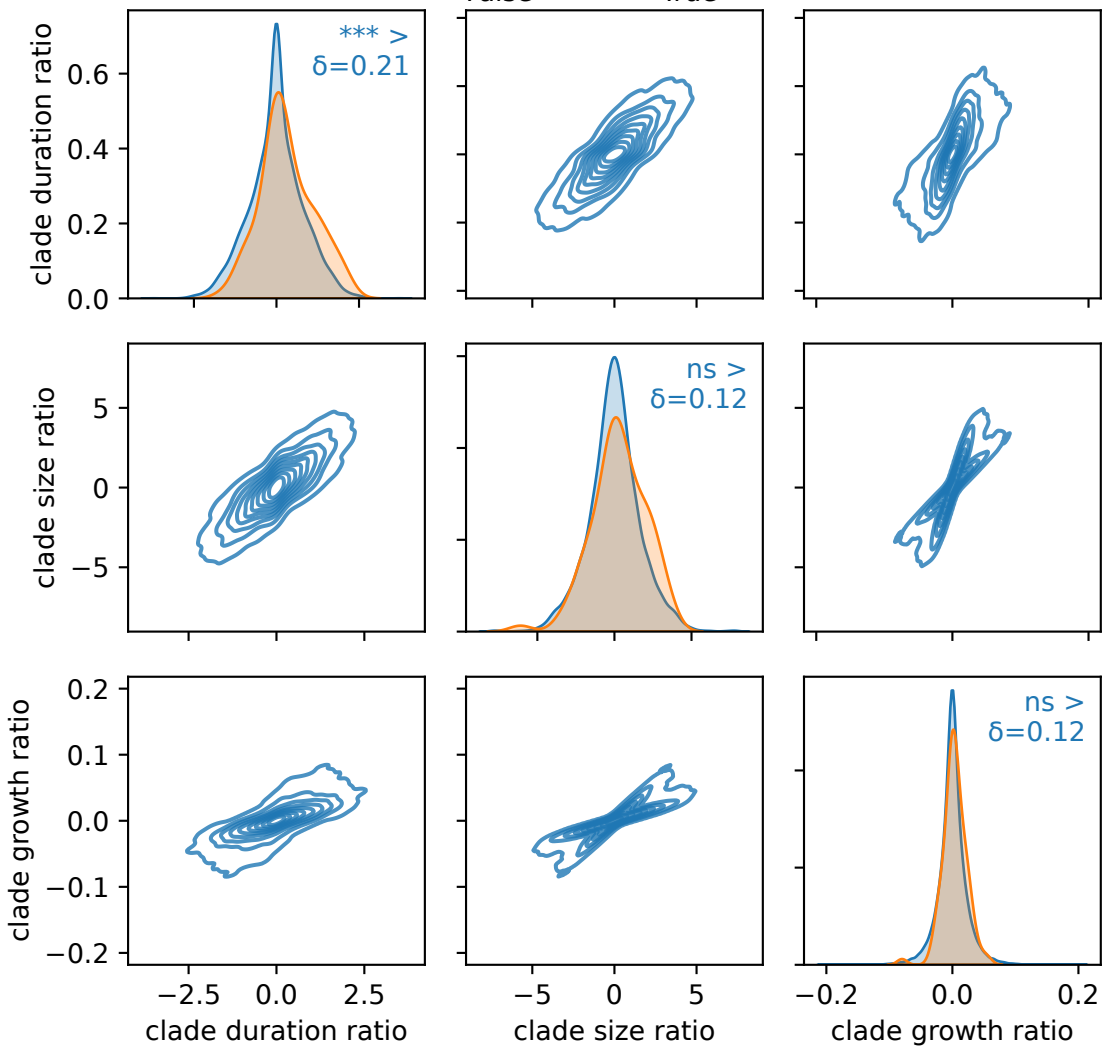 clade duration ratio
0.6
0.4
0.2
0.0
*** >
δ=0.21
clade size ratio
5
0
−5
ns >
δ=0.12
clade growth ratio
0.2
0.1
0.0
−0.1
−0.2
ns >
δ=0.12
−2.5 0.0 2.5
−5 0 5
−0.2 0.0 0.2
clade duration ratio
clade size ratio
clade growth ratio